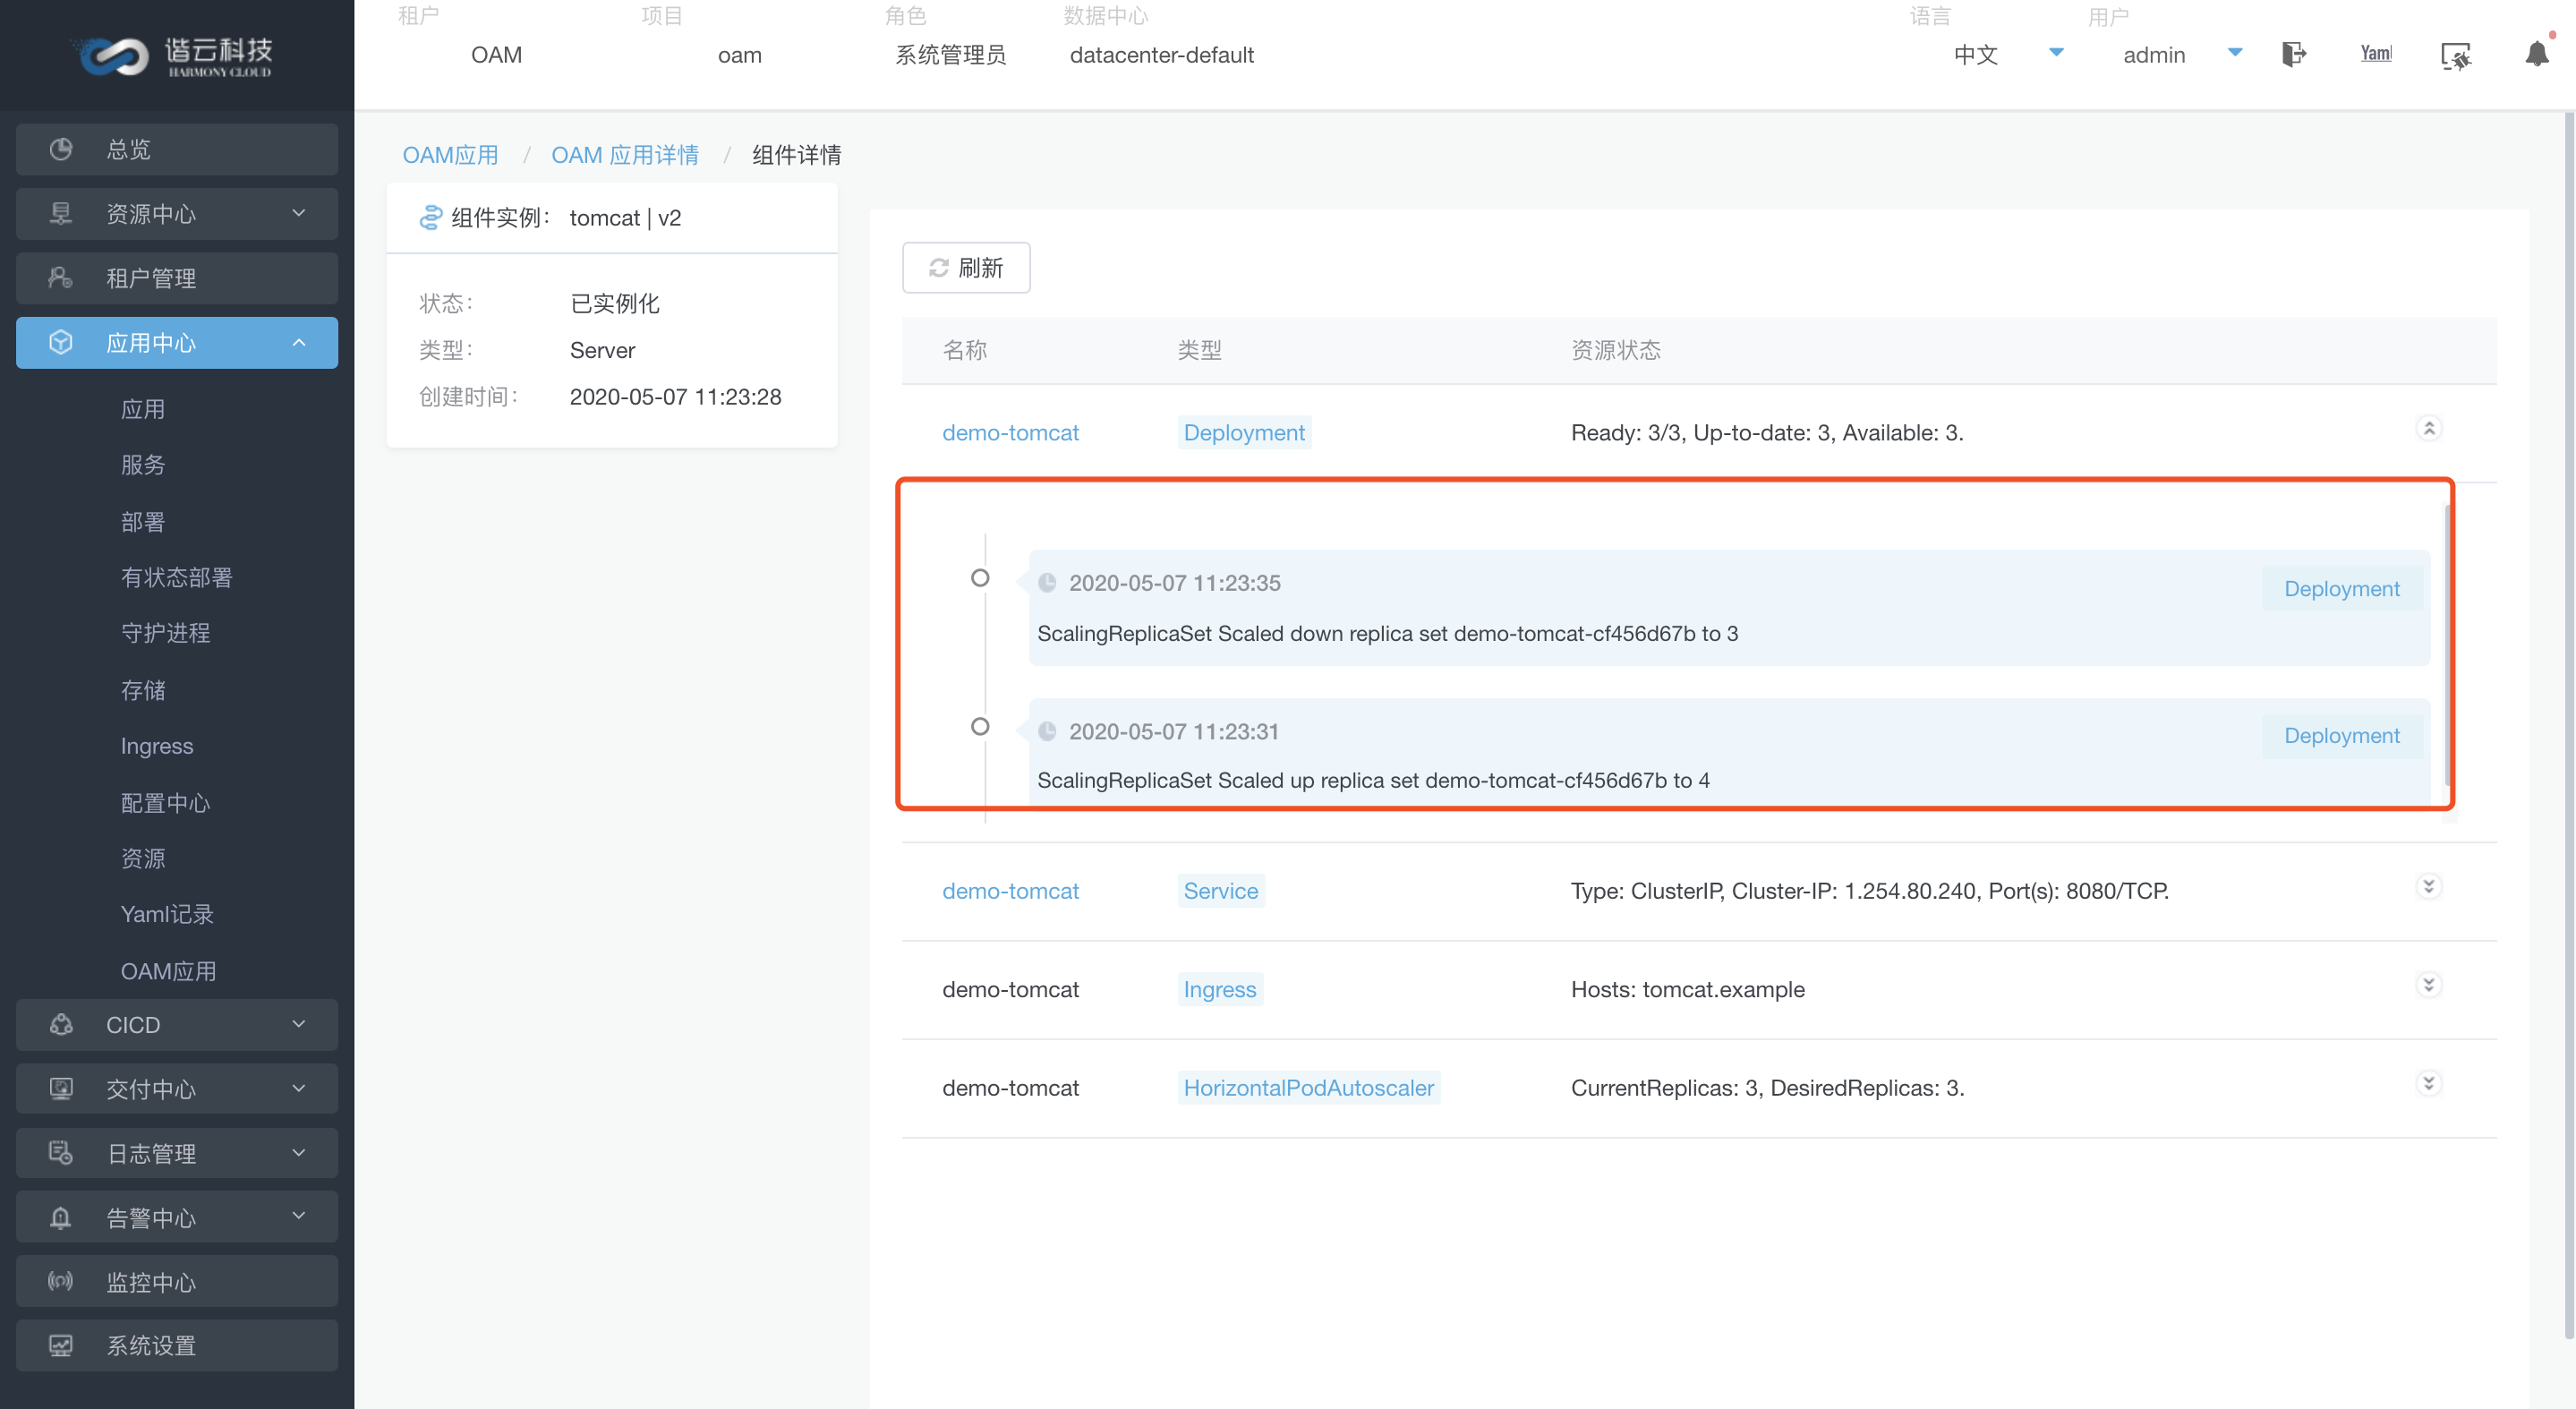 谐云科技
HARMONY CLOUD
租户
项目
角色
数据中心
语言
用户
OAM
oam
系统管理员
datacenter-default
中文
admin
Yaml
总览
资源中心
租户管理
应用中心
应用
服务
部署
有状态部署
守护进程
存储
Ingress
配置中心
资源
Yaml记录
OAM应用
CICD
交付中心
日志管理
告警中心
监控中心
系统设置
OAM应用 / OAM 应用详情 / 组件详情
组件实例： tomcat | v2
状态： 已实例化
类型： Server
创建时间： 2020-05-07 11:23:28
刷新
名称 类型 资源状态
demo-tomcat Deployment Ready: 3/3, Up-to-date: 3, Available: 3.
2020-05-07 11:23:35 Deployment
ScalingReplicaSet Scaled down replica set demo-tomcat-cf456d67b to 3
2020-05-07 11:23:31 Deployment
ScalingReplicaSet Scaled up replica set demo-tomcat-cf456d67b to 4
demo-tomcat Service Type: ClusterIP, Cluster-IP: 1.254.80.240, Port(s): 8080/TCP.
demo-tomcat Ingress Hosts: tomcat.example
demo-tomcat HorizontalPodAutoscaler CurrentReplicas: 3, DesiredReplicas: 3.